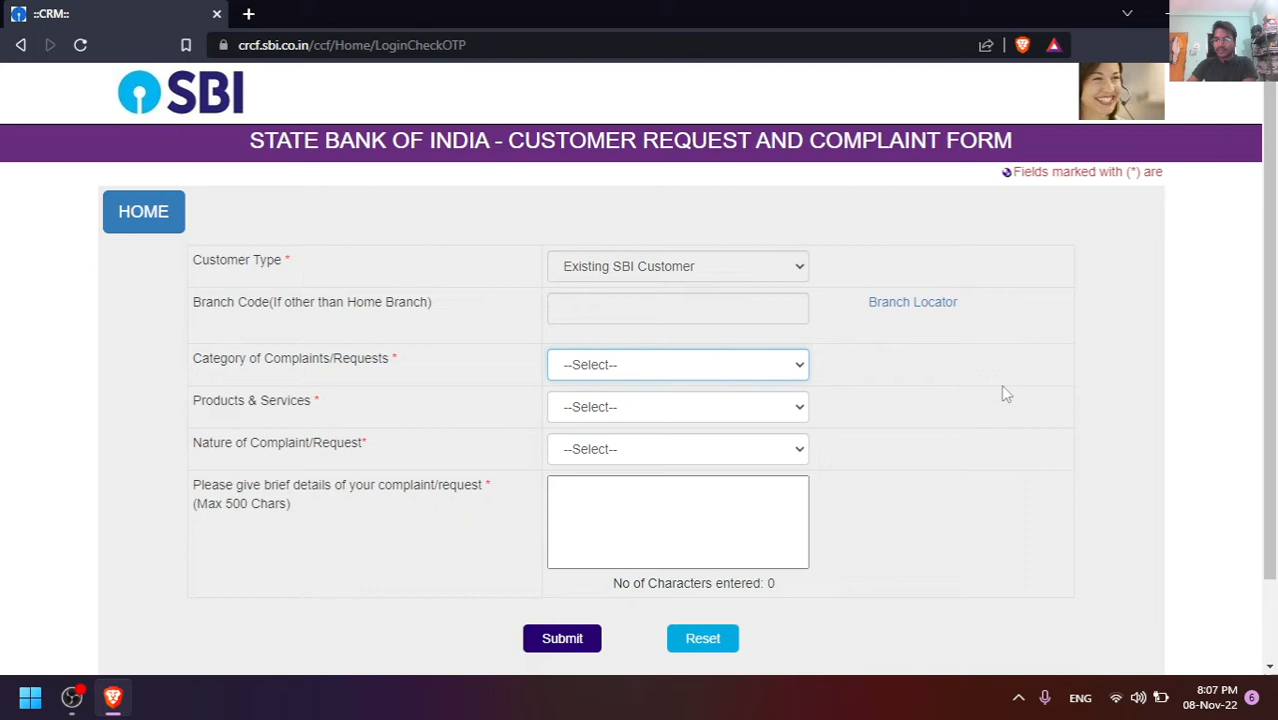 ::CRM::
crcf.sbi.co.in/ccf/Home/LoginCheckOTP
SBI
STATE BANK OF INDIA - CUSTOMER REQUEST AND COMPLAINT FORM
Fields marked with (*) are
HOME
Customer Type *
Existing SBI Customer
Branch Code(If other than Home Branch)
Branch Locator
Category of Complaints/Requests *
--Select--
Products & Services *
--Select--
Nature of Complaint/Request*
--Select--
Please give brief details of your complaint/request *
(Max 500 Chars)
No of Characters entered: 0
Submit
Reset
ENG
8:07 PM
08-Nov-22
6